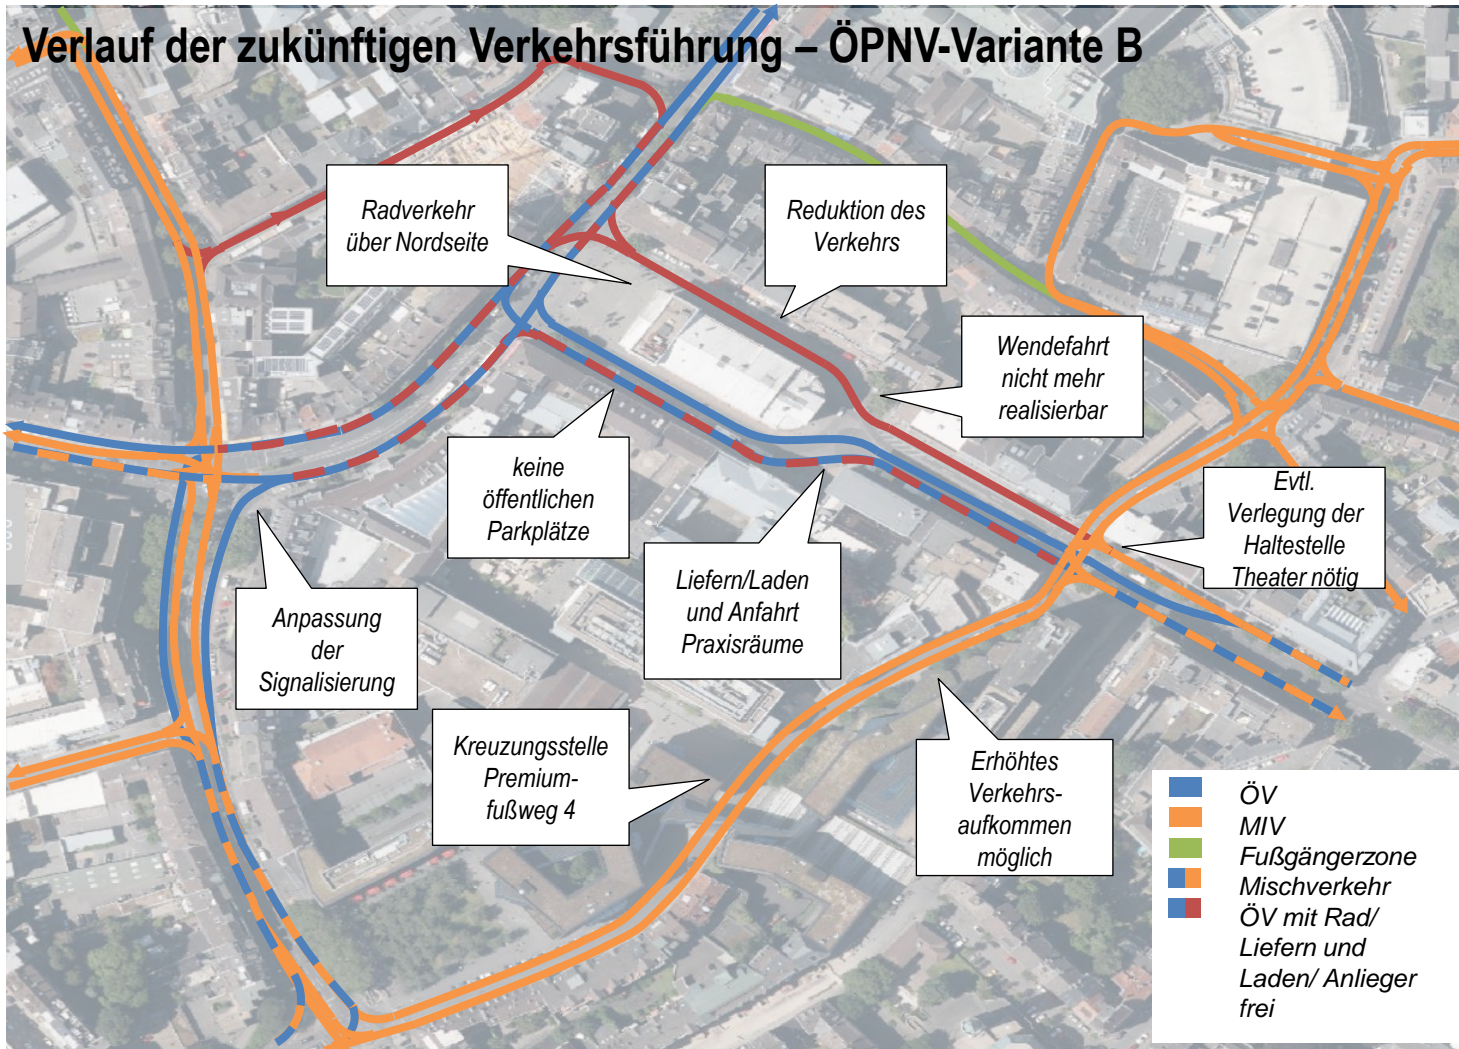 Verlauf der zukünftigen Verkehrsführung – ÖPNV-Variante B
Radverkehr
über Nordseite
Reduktion des
Verkehrs
Wendefahrt
nicht mehr
realisierbar
keine
öffentlichen
Parkplätze
Evtl.
Verlegung der
Haltestelle
Theater nötig
Liefern/Laden
und Anfahrt
Praxisräume
Anpassung
der
Signalisierung
Kreuzungsstelle
Premium-
fußweg 4
Erhöhtes
Verkehrs-
aufkommen
möglich
ÖV
MIV
Fußgängerzone
Mischverkehr
ÖV mit Rad/
Liefern und
Laden/ Anlieger
frei